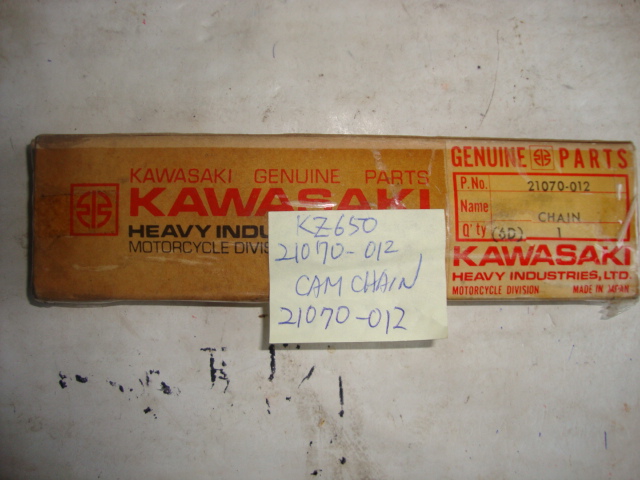 KAWASAKI GENUINE PARTS
KAWASAKI
HEAVY INDU
MOTORCYCLE DIVIS
GENUINE PARTS
P.No. 21070-012
Name CHAIN
Q'ty (6D) 1
KAWASAKI
HEAVY INDUSTRIES, LTD.
MOTORCYCLE DIVISION MADE IN JAPAN
KZ650
21070-012
CAM CHAIN
21070-012